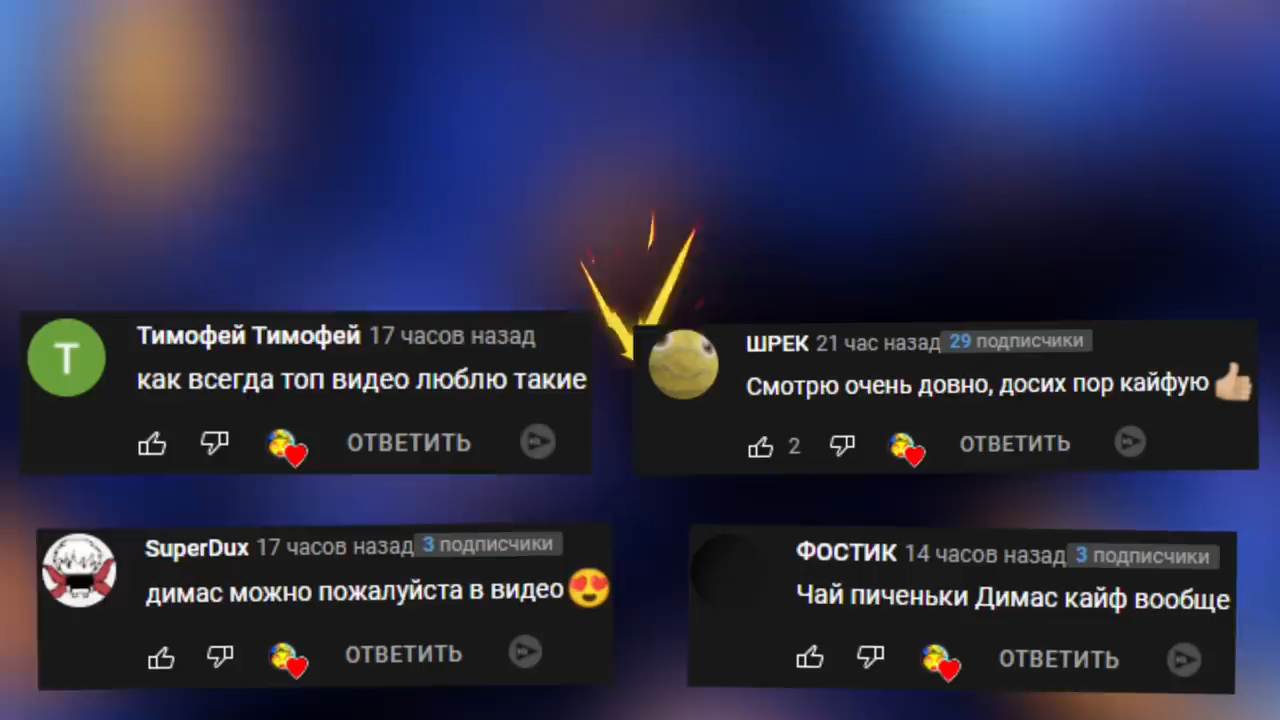 Т
Тимофей Тимофей 17 часов назад
как всегда топ видео люблю такие
ОТВЕТИТЬ
ШРЕК 21 час назад 29 подписчики
Смотрю очень довно, досих пор кайфую 👍🏼
2 ОТВЕТИТЬ
SuperDux 17 часов назад 3 подписчики
димас можно пожалуйста в видео 😍
ОТВЕТИТЬ
ФОСТИК 14 часов назад 3 подписчики
Чай пиченьки Димас кайф вообще
ОТВЕТИТЬ